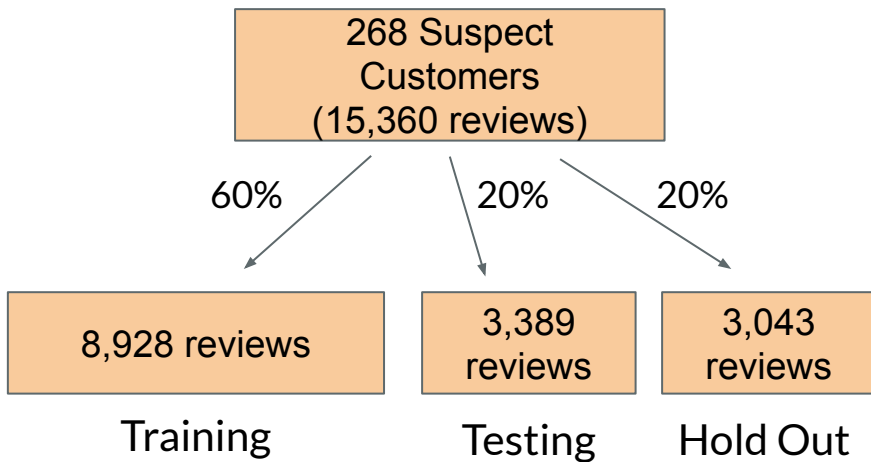 268 Suspect
Customers
(15,360 reviews)
60%
20%
20%
8,928 reviews
3,389
reviews
3,043
reviews
Training
Testing
Hold Out